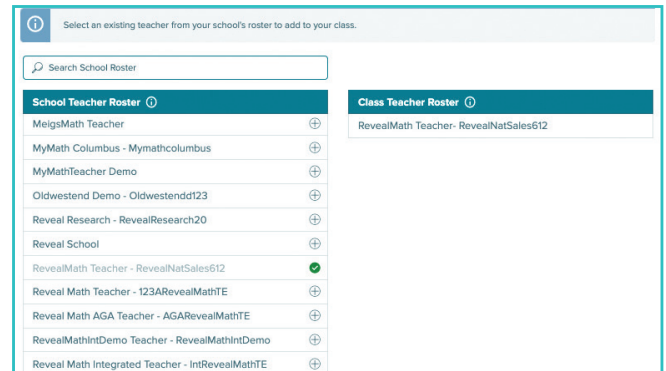 Select an existing teacher from your school's roster to add to your class.
Search School Roster
School Teacher Roster
MeigsMath Teacher
MyMath Columbus - Mymathcolumbus
MyMathTeacher Demo
Oldwestend Demo - Oldwestendd123
Reveal Research - RevealResearch20
Reveal School
RevealMath Teacher - RevealNatSales612
Reveal Math Teacher - 123ARevealMathTE
Reveal Math AGA Teacher - AGARevealMathTE
RevealMathIntDemo Teacher - RevealMathIntDemo
Reveal Math Integrated Teacher - IntRevealMathTE
Class Teacher Roster
RevealMath Teacher- RevealNatSales612